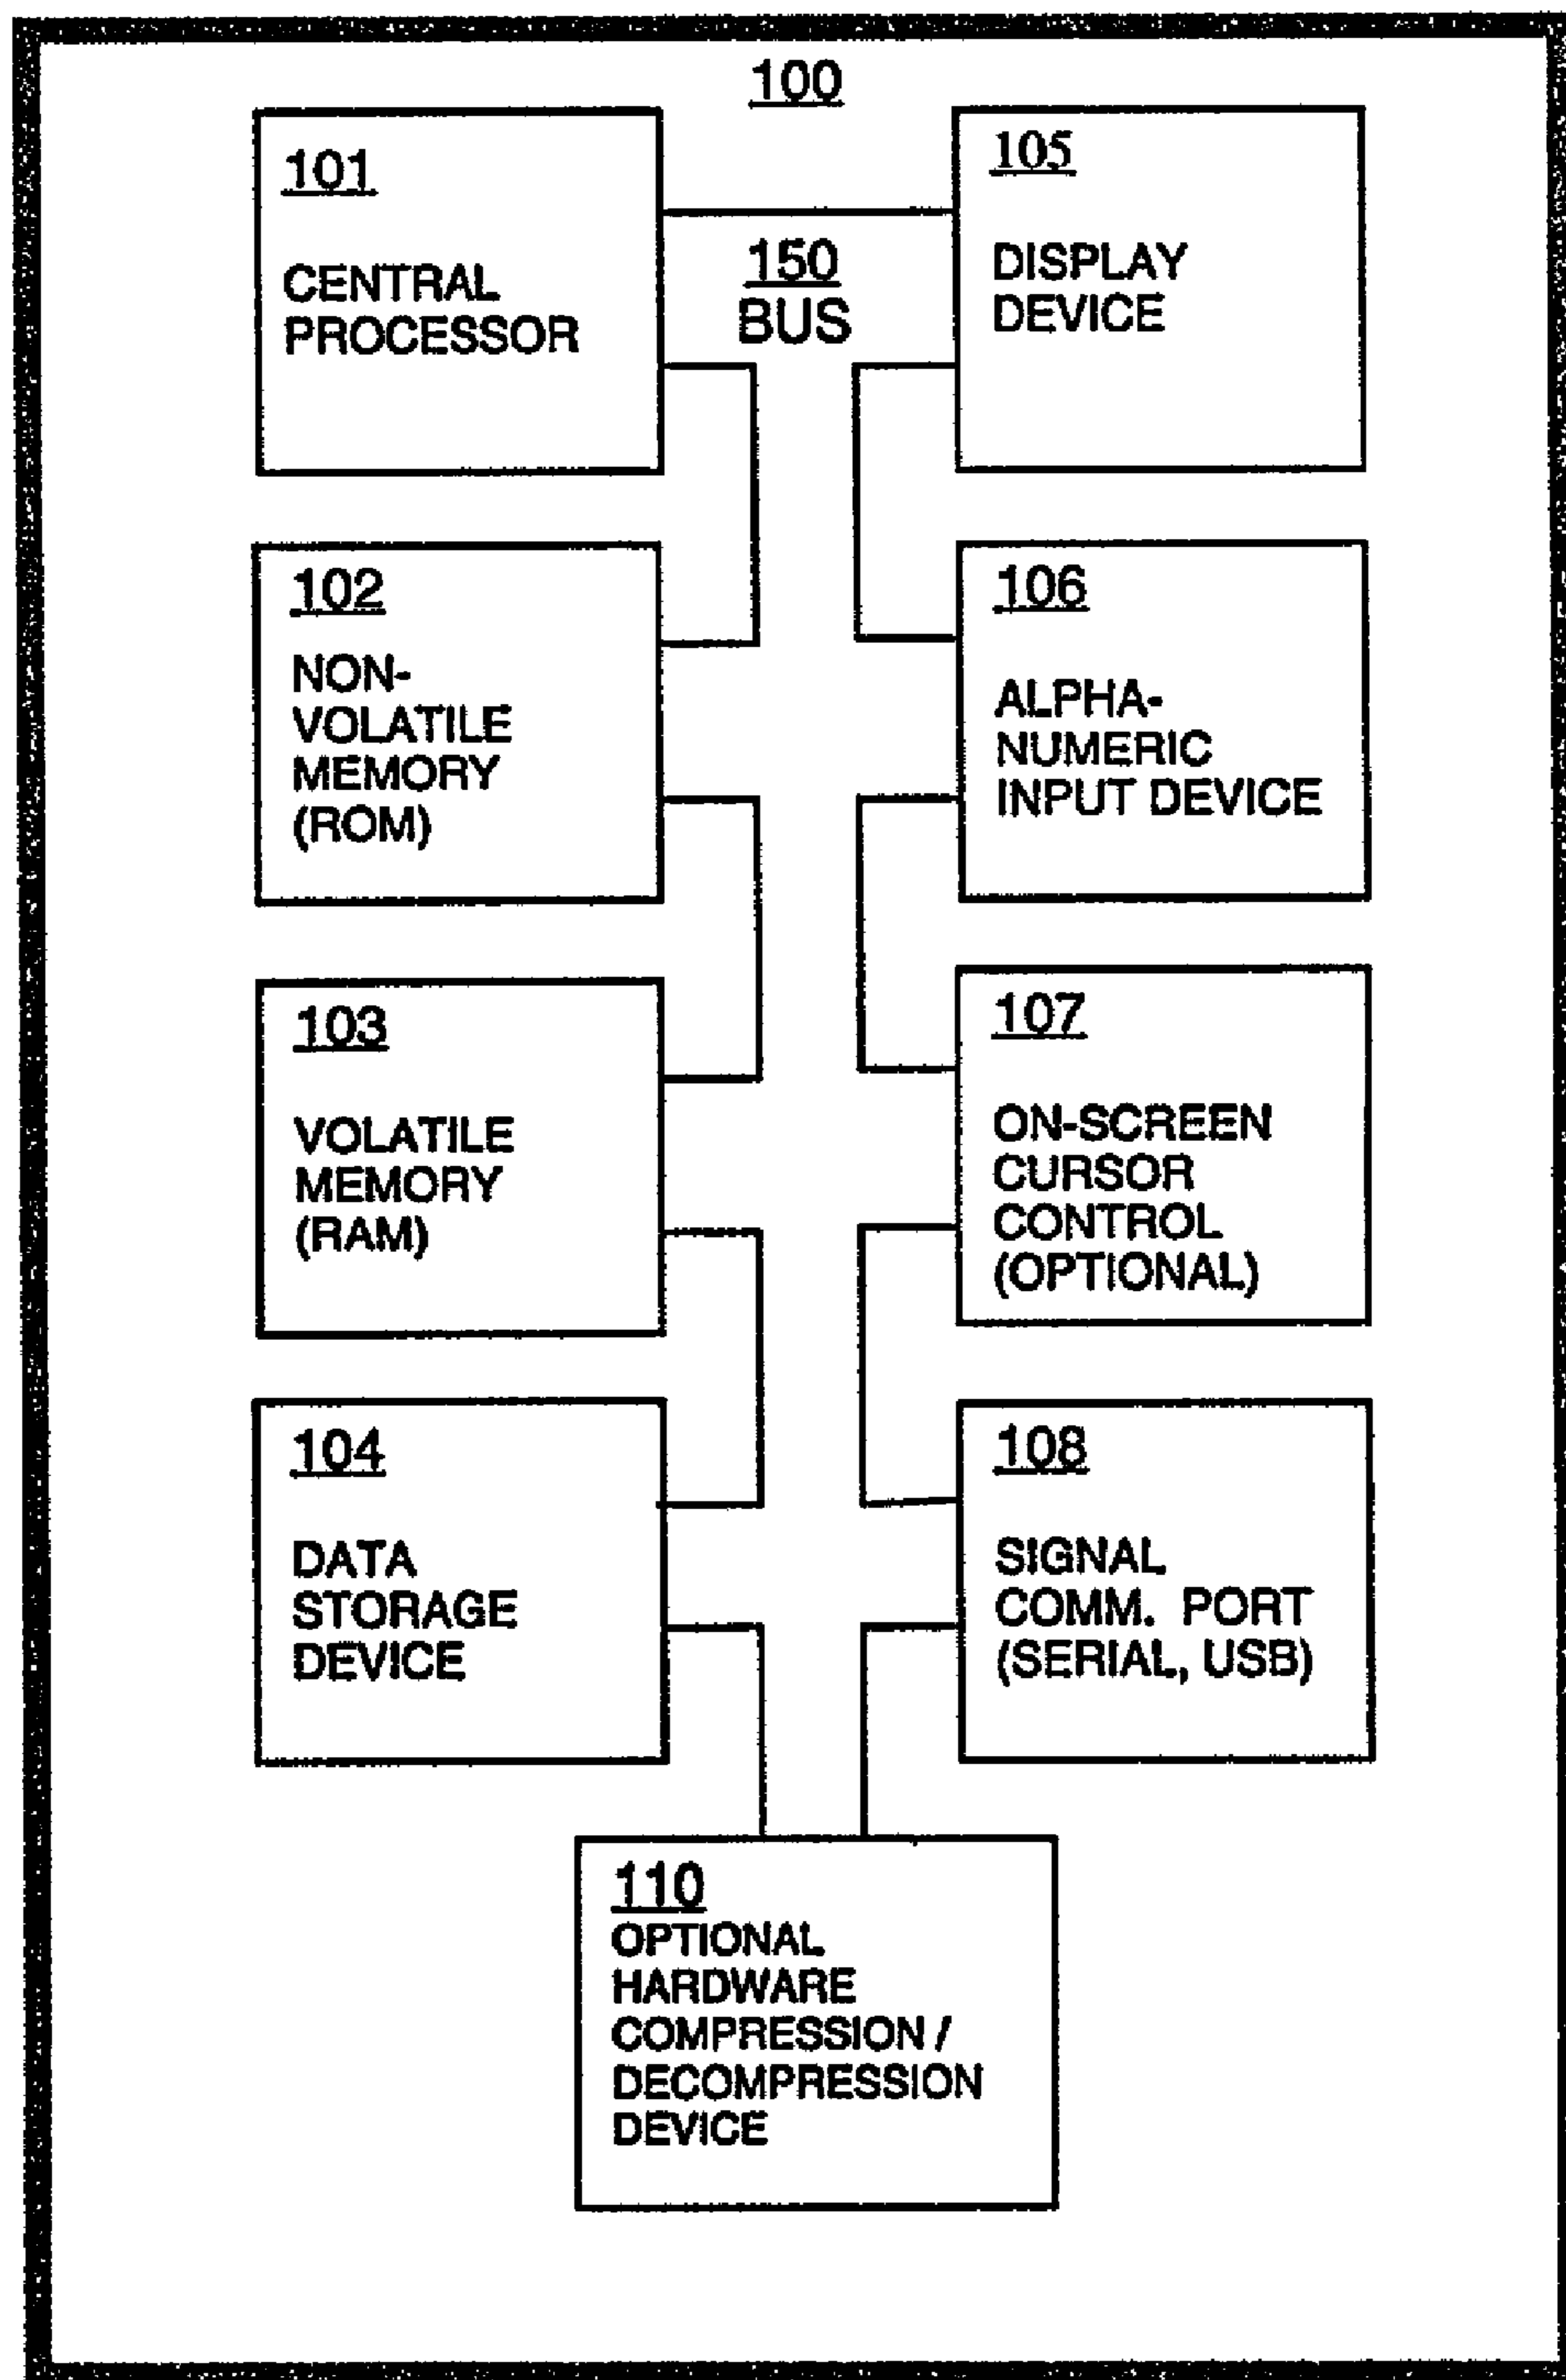 100
101
CENTRAL
PROCESSOR
150
BUS
105
DISPLAY
DEVICE
102
NON-
VOLATILE
MEMORY
(ROM)
106
ALPHA-
NUMERIC
INPUT DEVICE
103
VOLATILE
MEMORY
(RAM)
107
ON-SCREEN
CURSOR
CONTROL
(OPTIONAL)
104
DATA
STORAGE
DEVICE
108
SIGNAL
COMM. PORT
(SERIAL, USB)
110
OPTIONAL
HARDWARE
COMPRESSION /
DECOMPRESSION
DEVICE